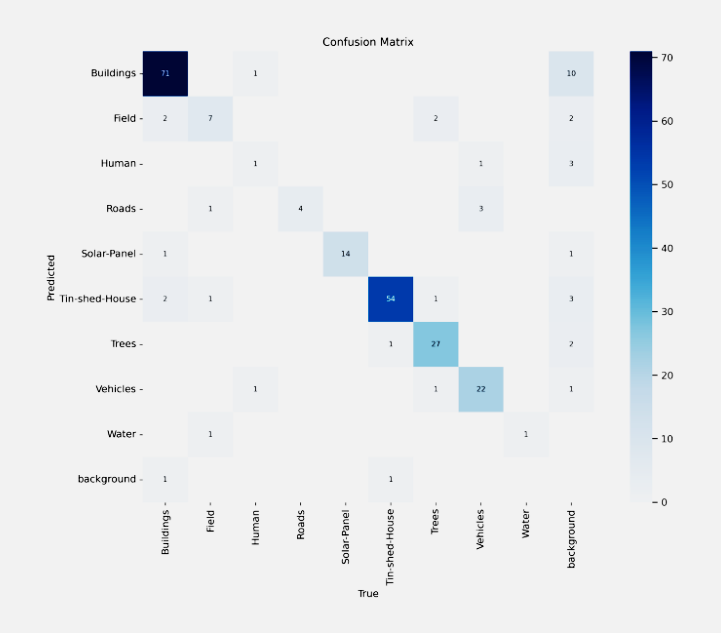 Confusion Matrix
Predicted
Buildings 71 1 10
Field 2 7 2 2
Human 1 1 3
Roads 1 4 3
Solar-Panel 1 14 1
Tin-shed-House 2 1 54 1 3
Trees 1 27 2
Vehicles 1 1 22 1
Water 1 1
background 1 1
Buildings Field Human Roads Solar-Panel Tin-shed-House Trees Vehicles Water background
True
70
60
50
40
30
20
10
0